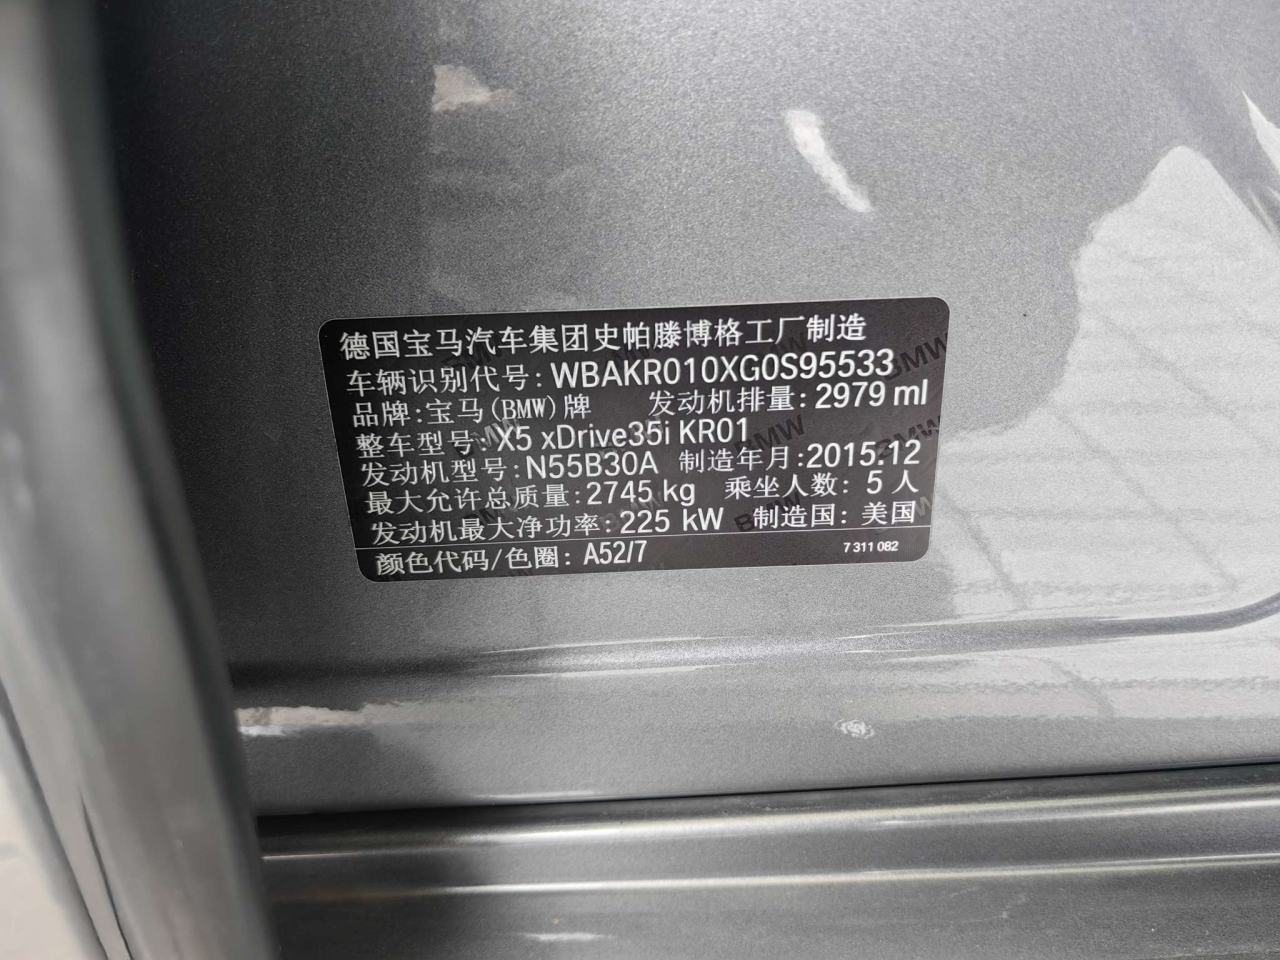 德国宝马汽车集团史帕滕博格工厂制造
车辆识别代号: WBAKR010XG0S95533
品牌: 宝马(BMW)牌 发动机排量: 2979 ml
整车型号: X5 xDrive35i KR01
发动机型号: N55B30A 制造年月: 2015.12
最大允许总质量: 2745 kg 乘坐人数: 5 人
发动机最大净功率: 225 kW 制造国: 美国
颜色代码/色圈: A52/7 7 311 082